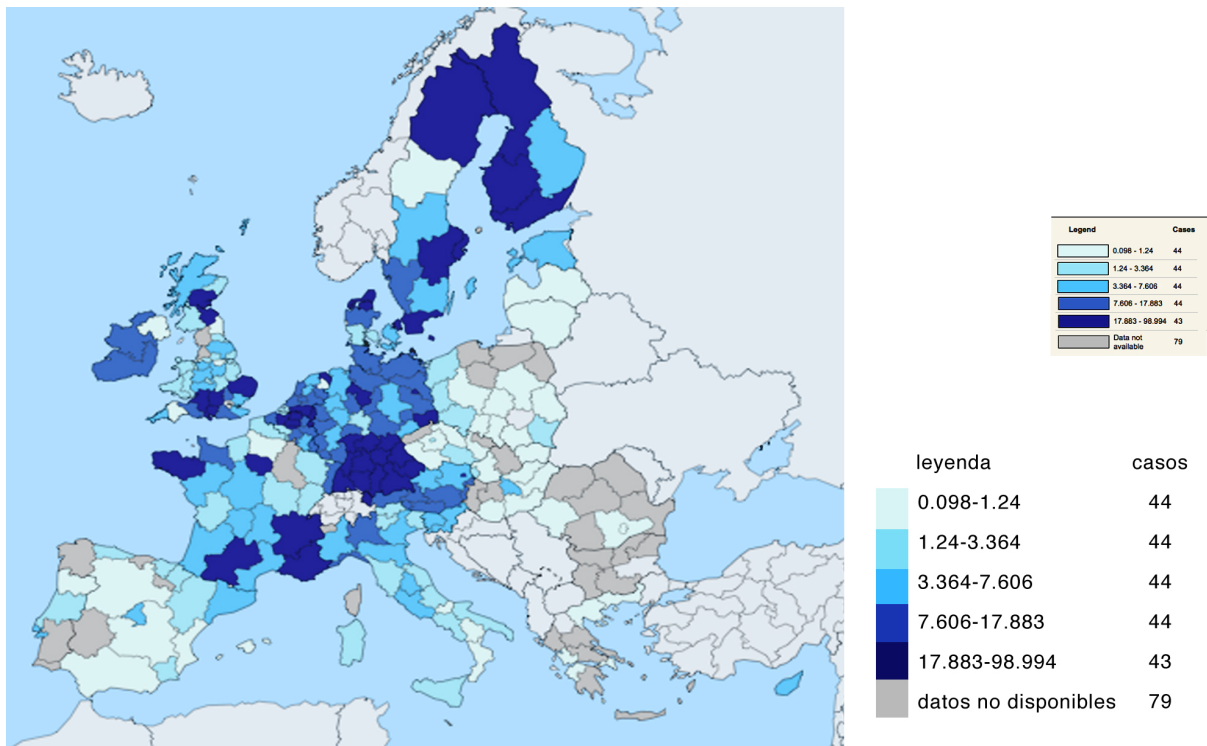 Legend Cases
0.098 - 1.24 44
1.24 - 3.364 44
3.364 - 7.606 44
7.606 - 17.883 44
17.883 - 98.994 43
Data not
available 79
leyenda casos
0.098-1.24 44
1.24-3.364 44
3.364-7.606 44
7.606-17.883 44
17.883-98.994 43
datos no disponibles 79